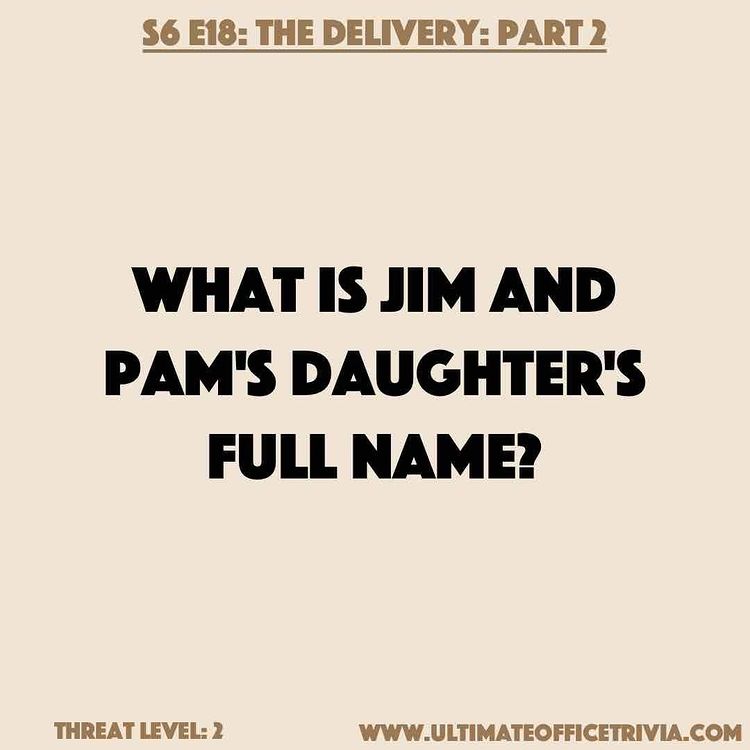 S6 E18: THE DELIVERY: PART 2
WHAT IS JIM AND
PAM'S DAUGHTER'S
FULL NAME?
THREAT LEVEL: 2
WWW.ULTIMATEOFFICETRIVIA.COM